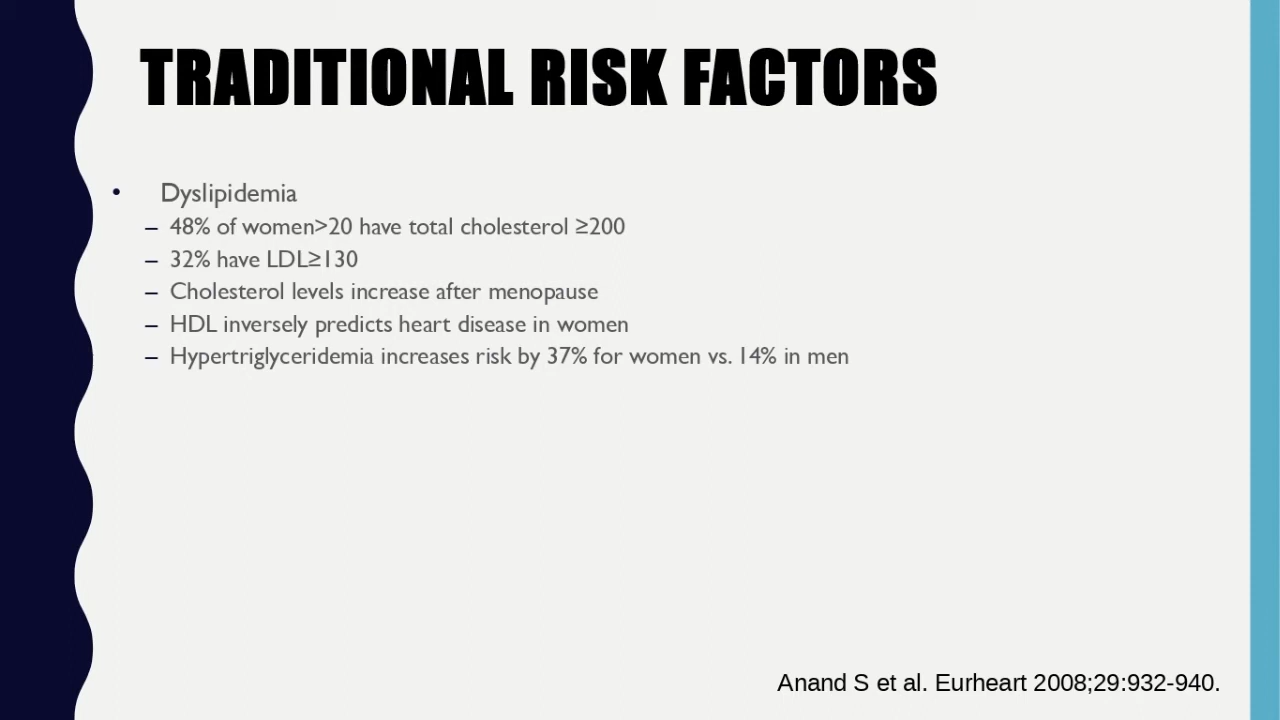 TRADITIONAL RISK FACTORS
• Dyslipidemia
– 48% of women>20 have total cholesterol ≥200
– 32% have LDL≥130
– Cholesterol levels increase after menopause
– HDL inversely predicts heart disease in women
– Hypertriglyceridemia increases risk by 37% for women vs. 14% in men
Anand S et al. Eurheart 2008;29:932-940.